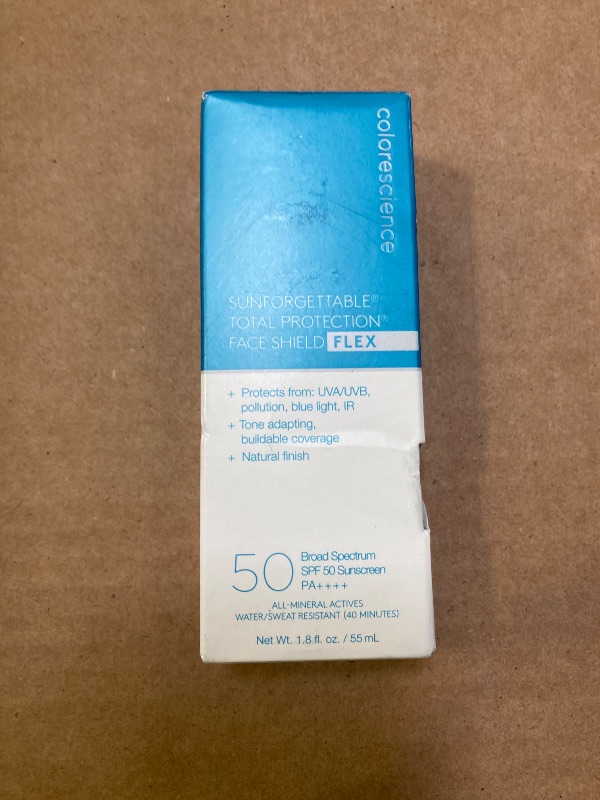 colorescience
SUNFORGETTABLE®
TOTAL PROTECTION®
FACE SHIELD FLEX
+ Protects from: UVA/UVB,
pollution, blue light, IR
+ Tone adapting,
buildable coverage
+ Natural finish
50
Broad Spectrum
SPF 50 Sunscreen
PA++++
ALL-MINERAL ACTIVES
WATER/SWEAT RESISTANT (40 MINUTES)
Net Wt. 1.8 fl. oz. / 55 mL